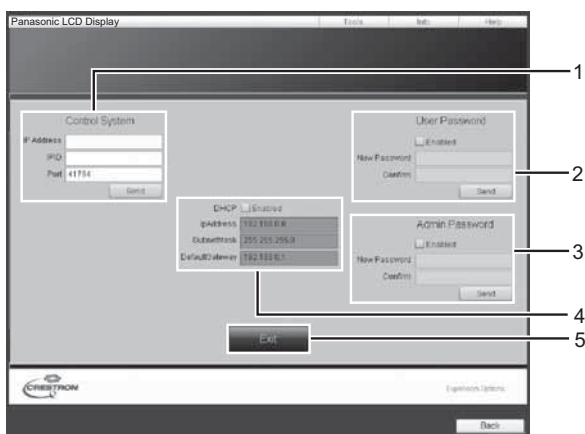 Panasonic LCD Display
Tools Info Help
1
Control System
IP Address
IPID
Port 41794
Send
User Password
Enabled
New Password
Confirm
Send
2
DHCP Enabled
IpAddress 192.168.0.8
SubnetMask 255.255.255.0
DefaultGateway 192.168.0.1
Admin Password
Enabled
New Password
Confirm
Send
3
4
Exit
5
CRESTRON
Expansion Options
Back